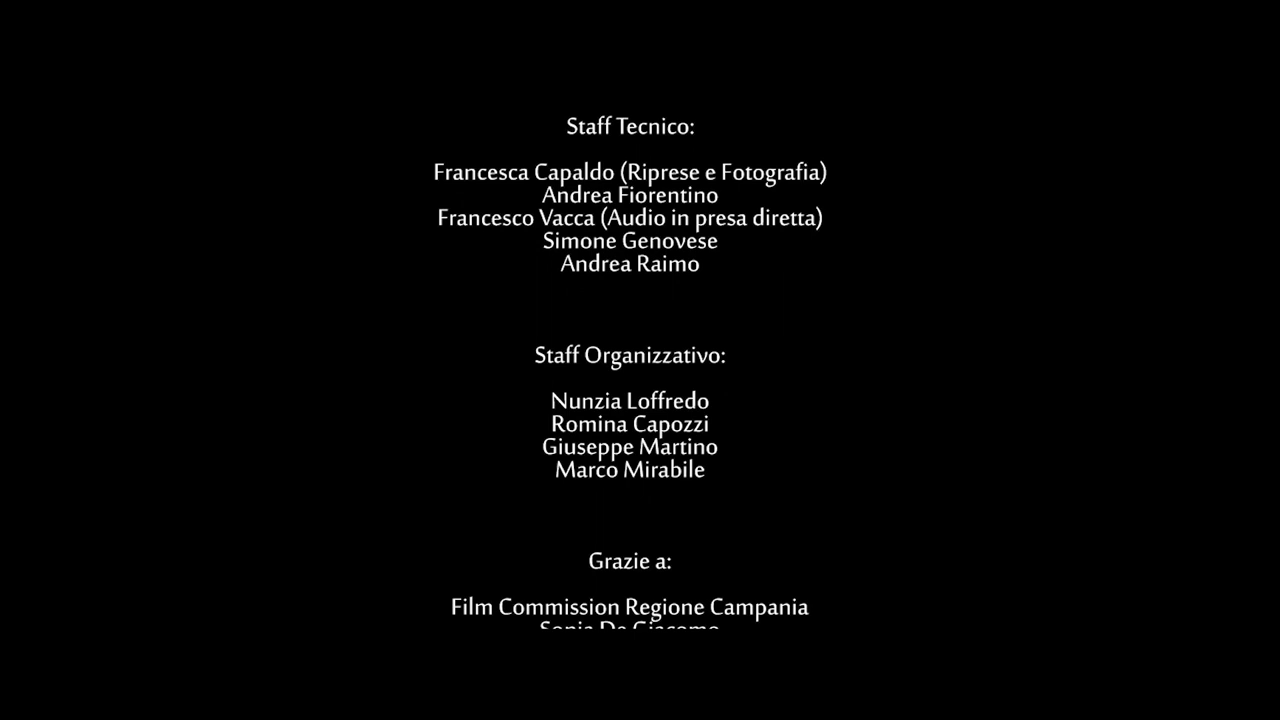 Staff Tecnico:
Francesca Capaldo (Riprese e Fotografia)
Andrea Fiorentino
Francesco Vacca (Audio in presa diretta)
Simone Genovese
Andrea Raimo
Staff Organizzativo:
Nunzia Loffredo
Romina Capozzi
Giuseppe Martino
Marco Mirabile
Grazie a:
Film Commission Regione Campania